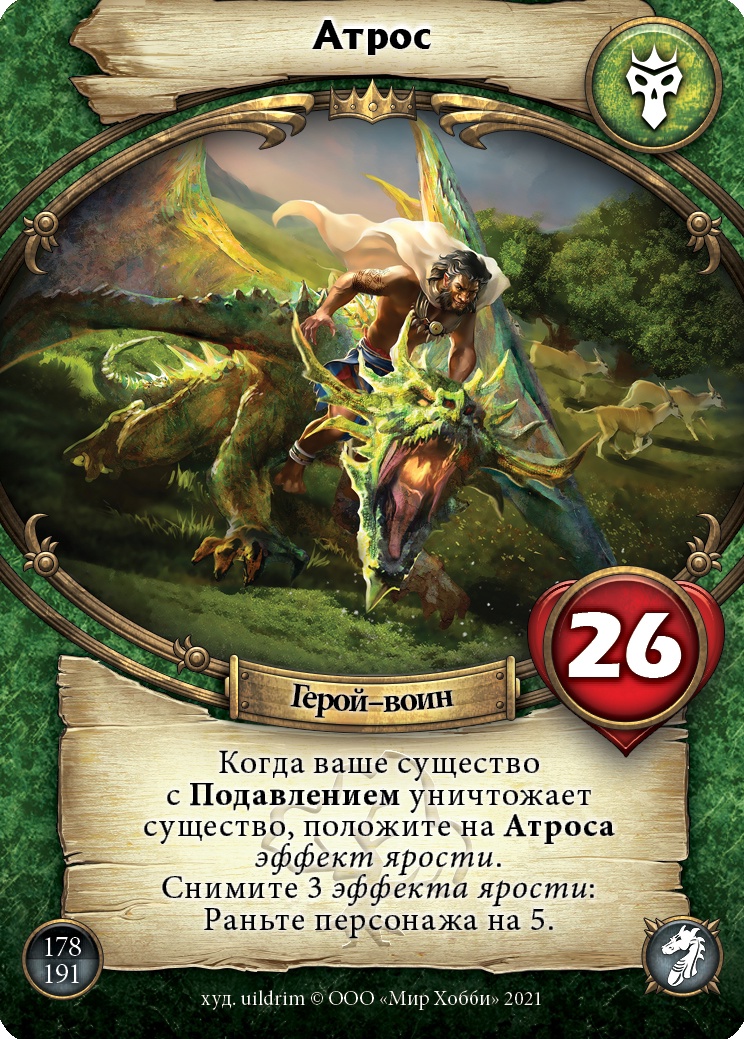 Атрос
26
Герой–воин
Когда ваше существо
с Подавлением уничтожает
существо, положите на Атроса
эффект ярости.
Снимите 3 эффекта ярости:
Раньте персонажа на 5.
178
191
худ. uildrim © ООО «Мир Хобби» 2021